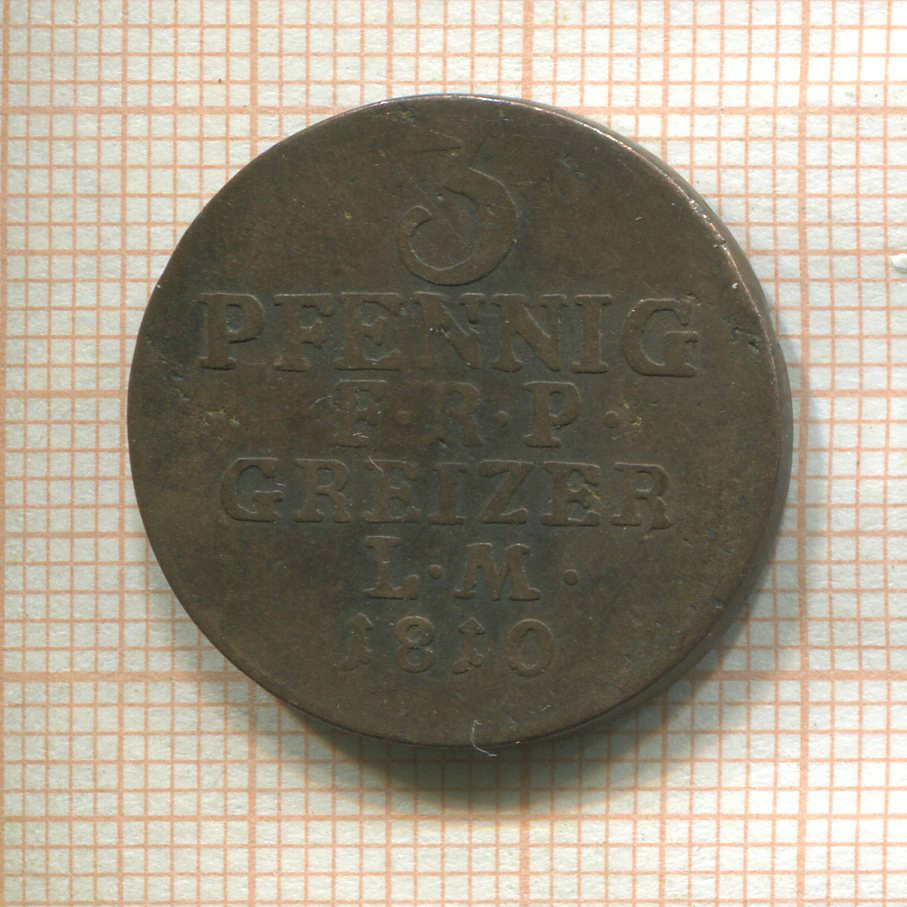 3
PFENNIG
F·R·P·
GREIZER
L·M·
1810